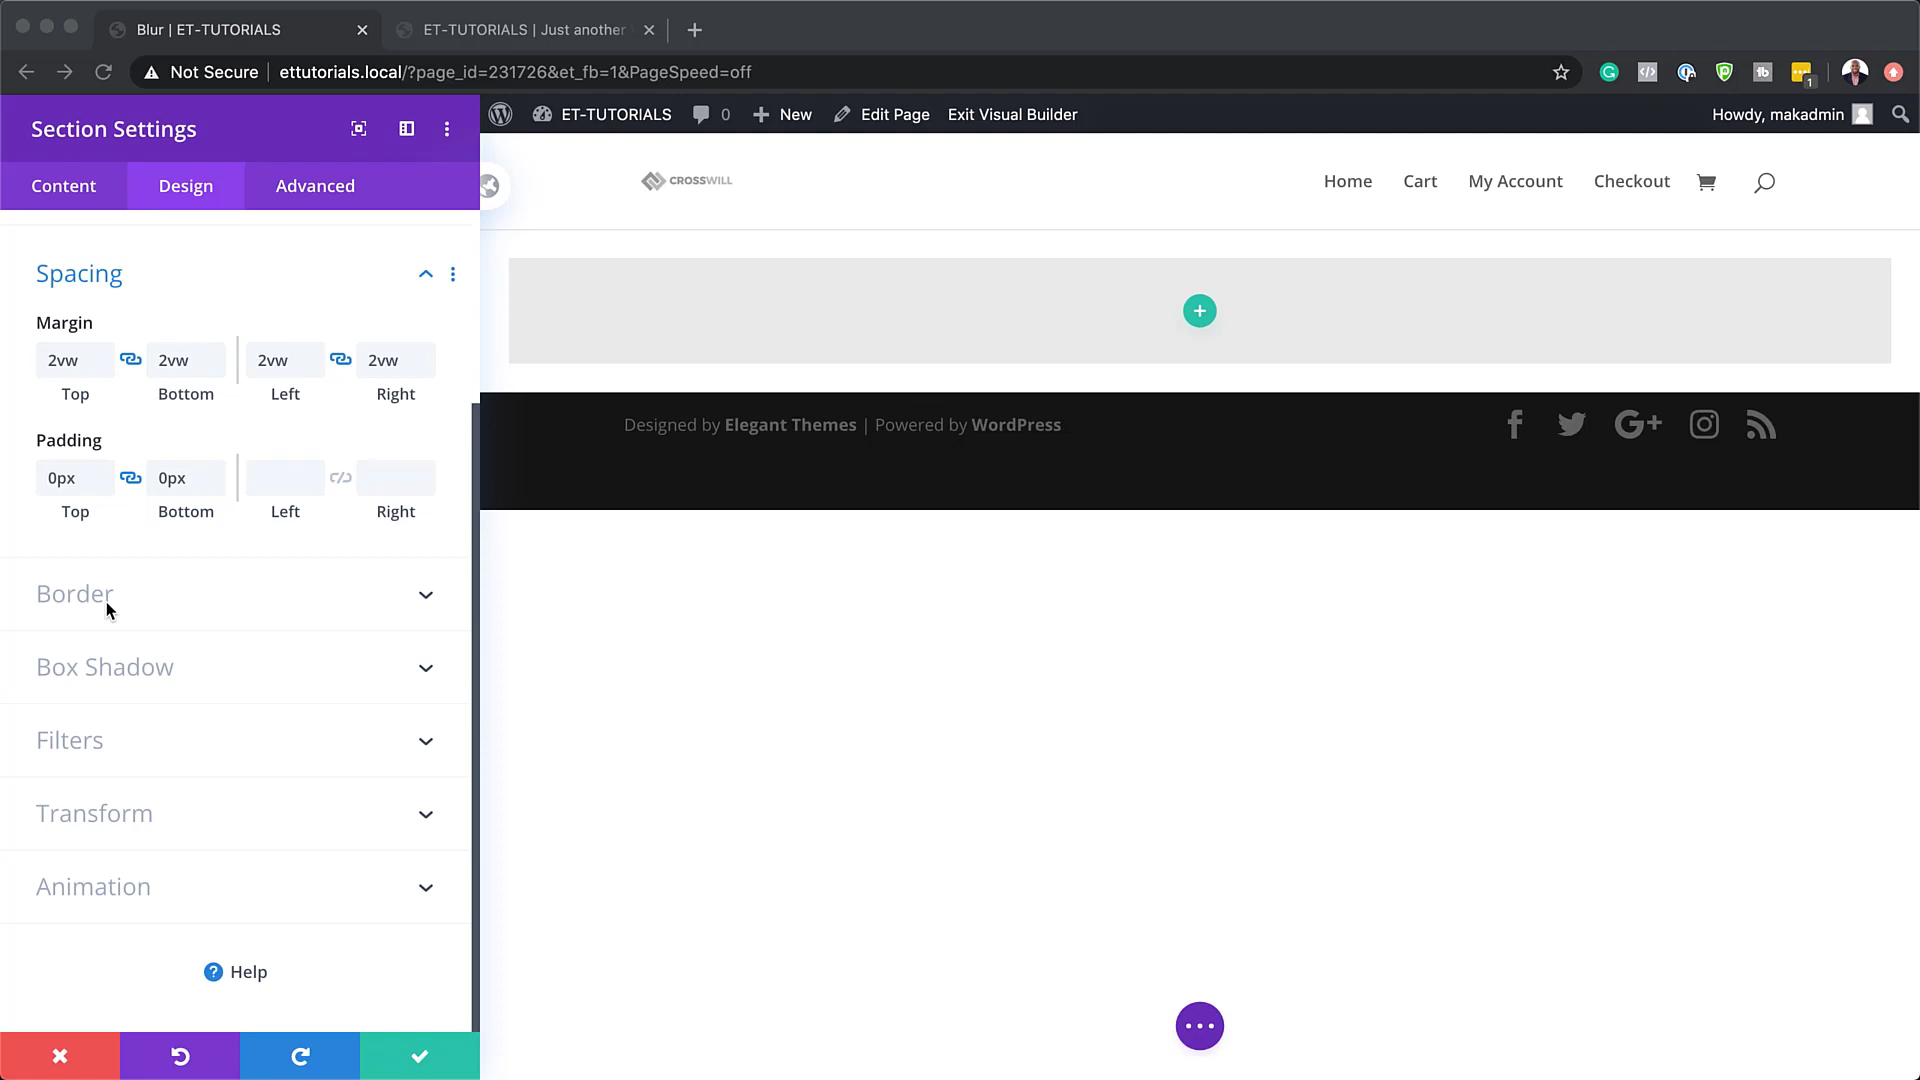 Blur | ET-TUTORIALS
ET-TUTORIALS | Just another
Not Secure
ettutorials.local/?page_id=231726&et_fb=1&PageSpeed=off
1
Section Settings
ET-TUTORIALS
0
New
Edit Page
Exit Visual Builder
Howdy, makadmin
Content
Design
Advanced
CROSSWILL
Home
Cart
My Account
Checkout
Spacing
Margin
2vw
2vw
2vw
2vw
Top
Bottom
Left
Right
Padding
0px
0px
Top
Bottom
Left
Right
Designed by Elegant Themes | Powered by WordPress
Border
Box Shadow
Filters
Transform
Animation
Help